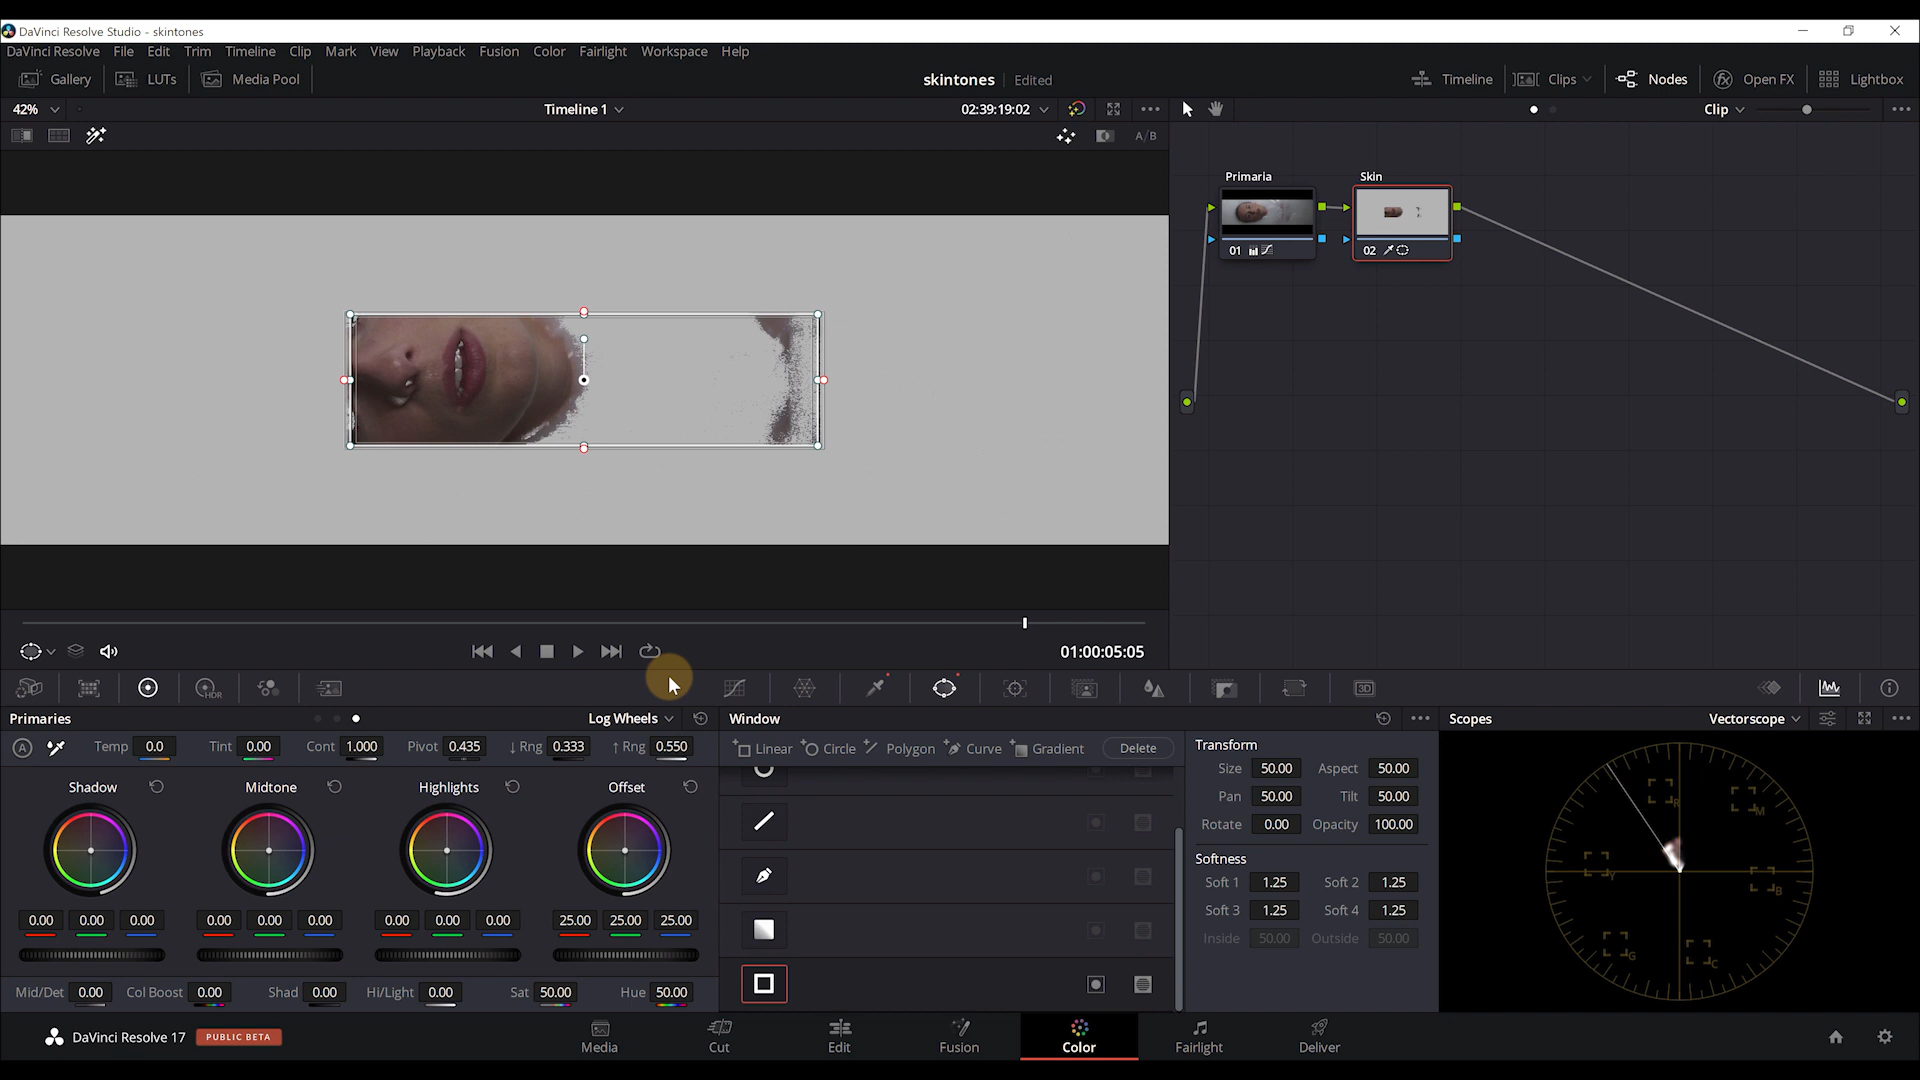 DaVinci Resolve Studio - skintones
DaVinci Resolve File Edit Trim Timeline Clip Mark View Playback Fusion Color Fairlight Workspace Help
Gallery LUTs Media Pool skintones Edited Timeline Clips Nodes Open FX Lightbox
42% Timeline 1 02:39:19:02 Clip
A/B
Primaria Skin
01 02
01:00:05:05
HDR 3D
Primaries Log Wheels Window Scopes Vectorscope
A Temp 0.0 Tint 0.00 Cont 1.000 Pivot 0.435 ↓ Rng 0.333 ↑ Rng 0.550
Linear Circle Polygon Curve Gradient Delete
Transform
Size 50.00 Aspect 50.00
Pan 50.00 Tilt 50.00
Rotate 0.00 Opacity 100.00
Softness
Soft 1 1.25 Soft 2 1.25
Soft 3 1.25 Soft 4 1.25
Inside 50.00 Outside 50.00
R M
Y B
G C
Shadow Midtone Highlights Offset
0.00 0.00 0.00 0.00 0.00 0.00 0.00 0.00 0.00 25.00 25.00 25.00
Mid/Det 0.00 Col Boost 0.00 Shad 0.00 Hi/Light 0.00 Sat 50.00 Hue 50.00
DaVinci Resolve 17 PUBLIC BETA
Media Cut Edit Fusion Color Fairlight Deliver